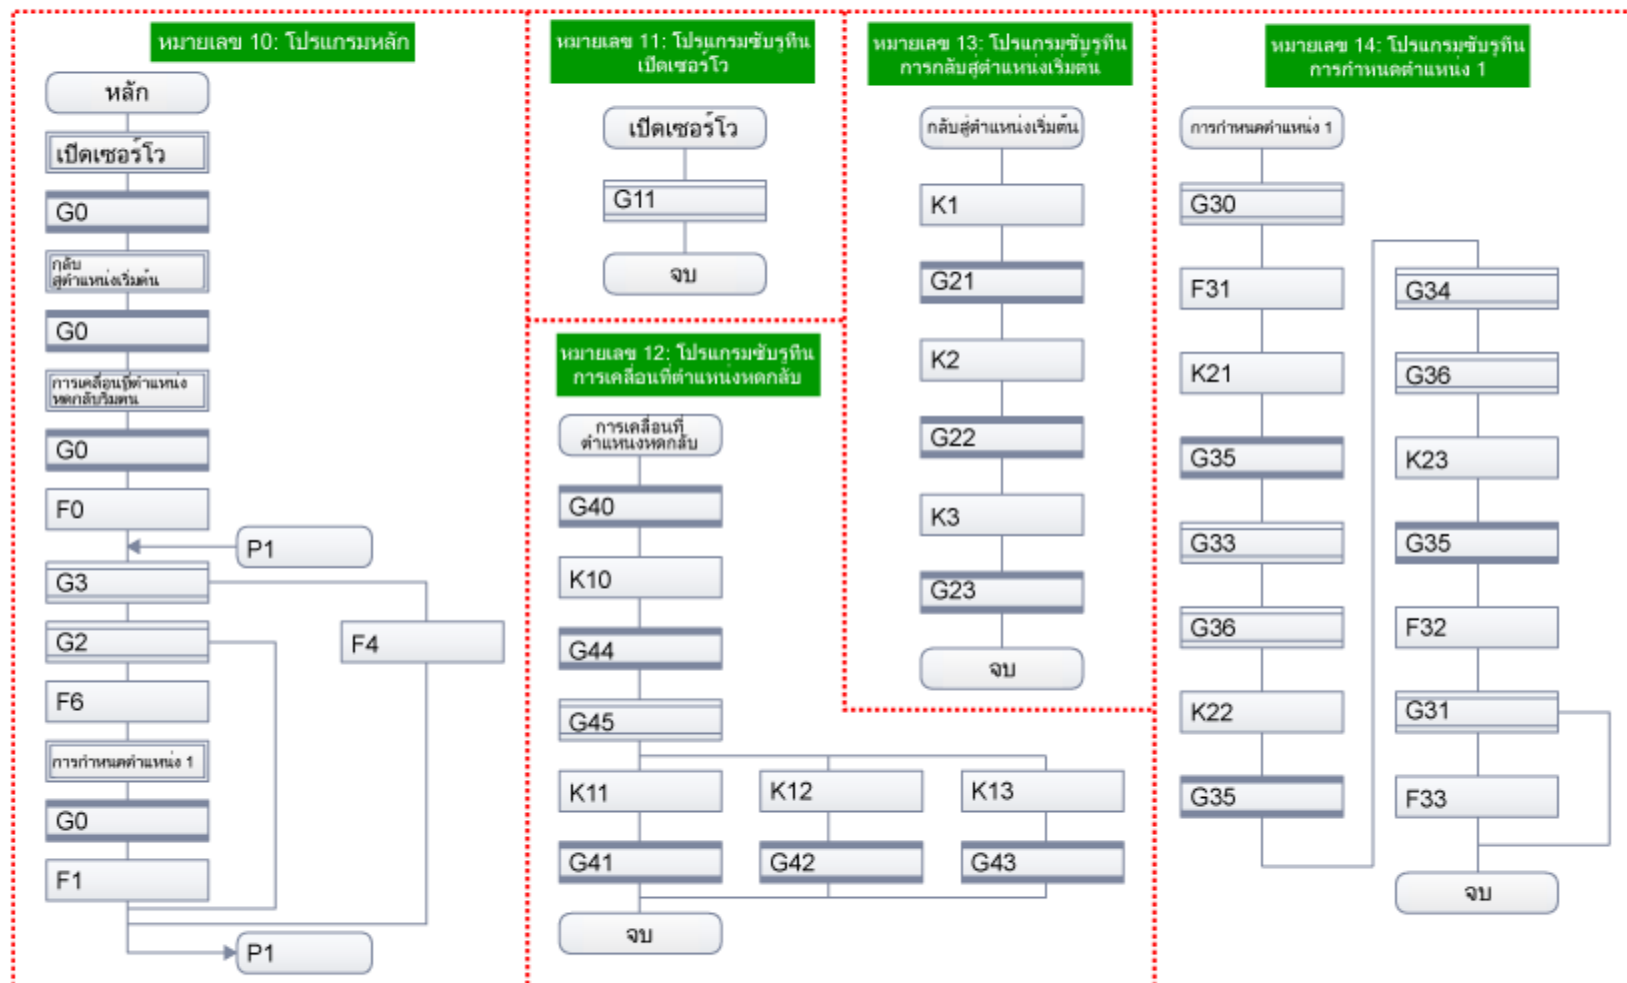 หมายเลข 10: โปรแกรมหลัก
หลัก
เปิดเซอร์โว
G0
กลับ
สู่ตำแหน่งเริ่มต้น
G0
การเคลื่อนที่ตำแหน่ง
หดกลับเริ่มตน
G0
F0
P1
G3
G2
F4
F6
การกำหนดตำแหน่ง 1
G0
F1
P1
หมายเลข 11: โปรแกรมซับรูทีน
เปิดเซอร์โว
เปิดเซอร์โว
G11
จบ
หมายเลข 12: โปรแกรมซับรูทีน
การเคลื่อนที่ตำแหน่งหดกลับ
การเคลื่อนที่
ตำแหนงหดกลับ
G40
K10
G44
G45
K11
K12
K13
G41
G42
G43
จบ
หมายเลข 13: โปรแกรมซับรูทีน
การกลับสู่ตำแหน่งเริ่มต้น
กลับสู่ตำแหน่งเริ่มต้น
K1
G21
K2
G22
K3
G23
จบ
หมายเลข 14: โปรแกรมซับรูทีน
การกำหนดตำแหน่ง 1
การกำหนดตำแหน่ง 1
G30
F31
K21
G35
G33
G36
K22
G35
G34
G36
K23
G35
F32
G31
F33
จบ